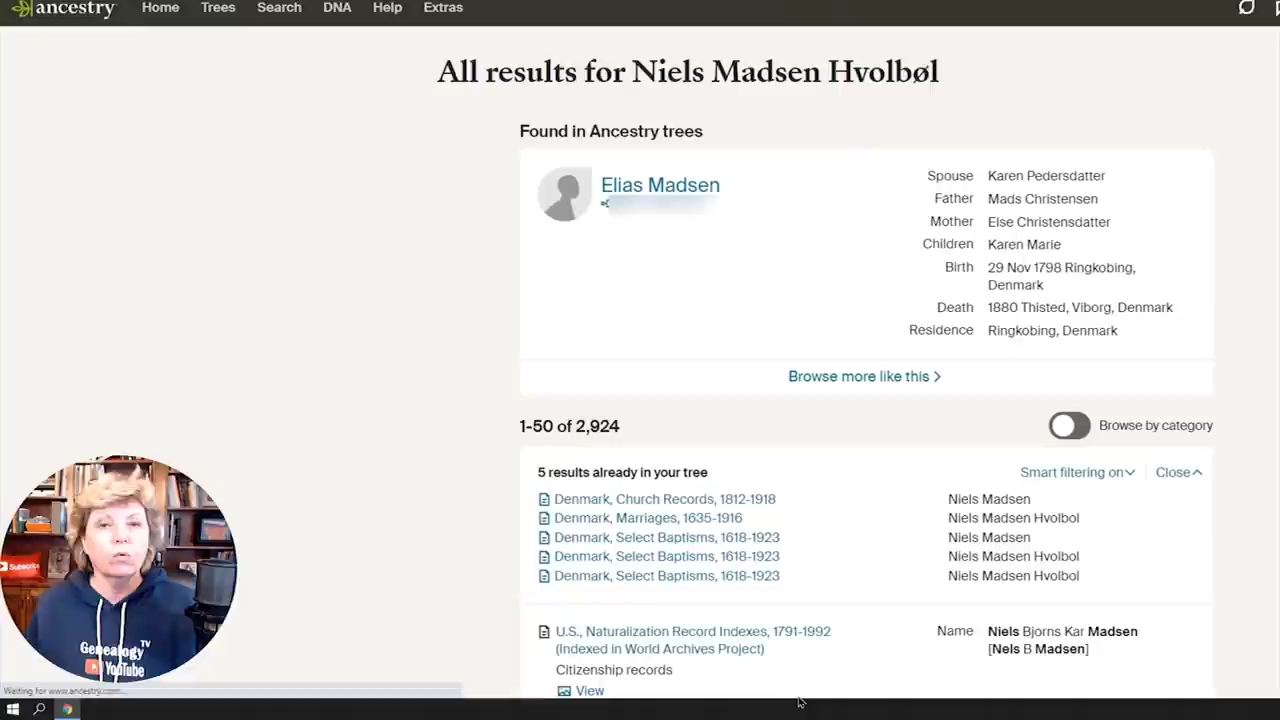 ancestry Home Trees Search DNA Help Extras
All results for Niels Madsen Hvolbøl
Found in Ancestry trees
Elias Madsen
Spouse Karen Pedersdatter
Father Mads Christensen
Mother Else Christensdatter
Children Karen Marie
Birth 29 Nov 1798 Ringkobing,
Denmark
Death 1880 Thisted, Viborg, Denmark
Residence Ringkobing, Denmark
Browse more like this >
1-50 of 2,924 Browse by category
5 results already in your tree Smart filtering on Close
Denmark, Church Records, 1812-1918 Niels Madsen
Denmark, Marriages, 1635-1916 Niels Madsen Hvolbol
Denmark, Select Baptisms, 1618-1923 Niels Madsen
Denmark, Select Baptisms, 1618-1923 Niels Madsen Hvolbol
Denmark, Select Baptisms, 1618-1923 Niels Madsen Hvolbol
U.S., Naturalization Record Indexes, 1791-1992 Name Niels Bjorns Kar Madsen
(Indexed in World Archives Project) [Nels B Madsen]
Citizenship records
View
Subscribe
Genealogy TV
YouTube
Waiting for www.ancestry.com...